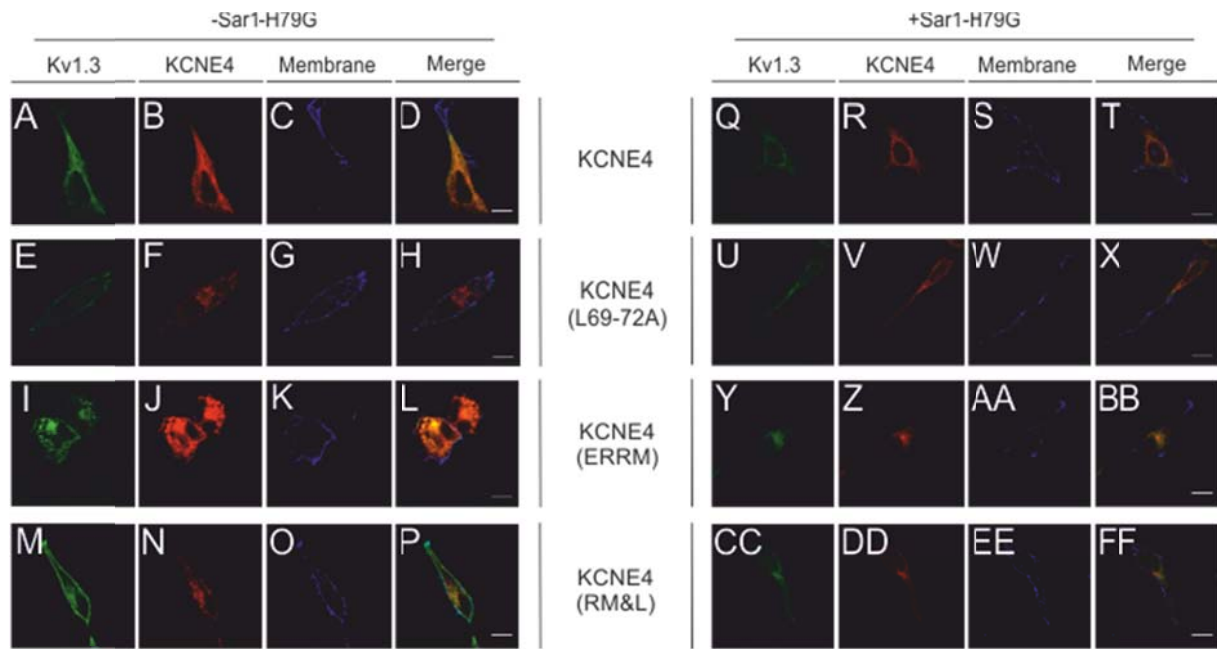 -Sar1-H79G +Sar1-H79G
Kv1.3 KCNE4 Membrane Merge Kv1.3 KCNE4 Membrane Merge
A B C D KCNE4 Q R S T
E F G H KCNE4 (L69-72A) U V W X
I J K L KCNE4 (ERRM) Y Z AA BB
M N O P KCNE4 (RM&L) CC DD EE FF